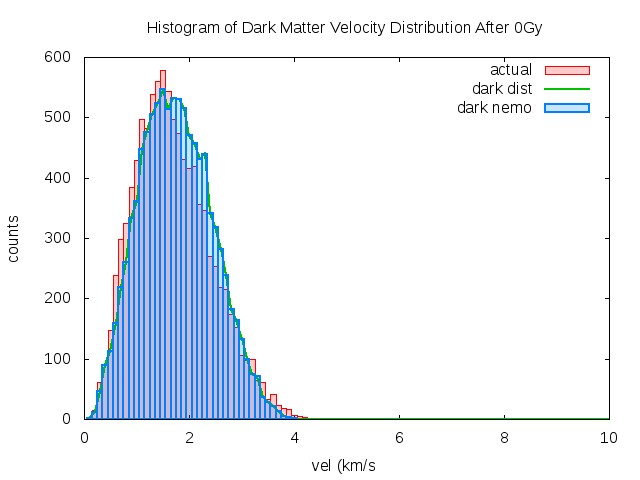 Histogram of Dark Matter Velocity Distribution After 0Gy
600
500
400
300
200
100
0
counts
actual
dark dist
dark nemo
0 2 4 6 8 10
vel (km/s